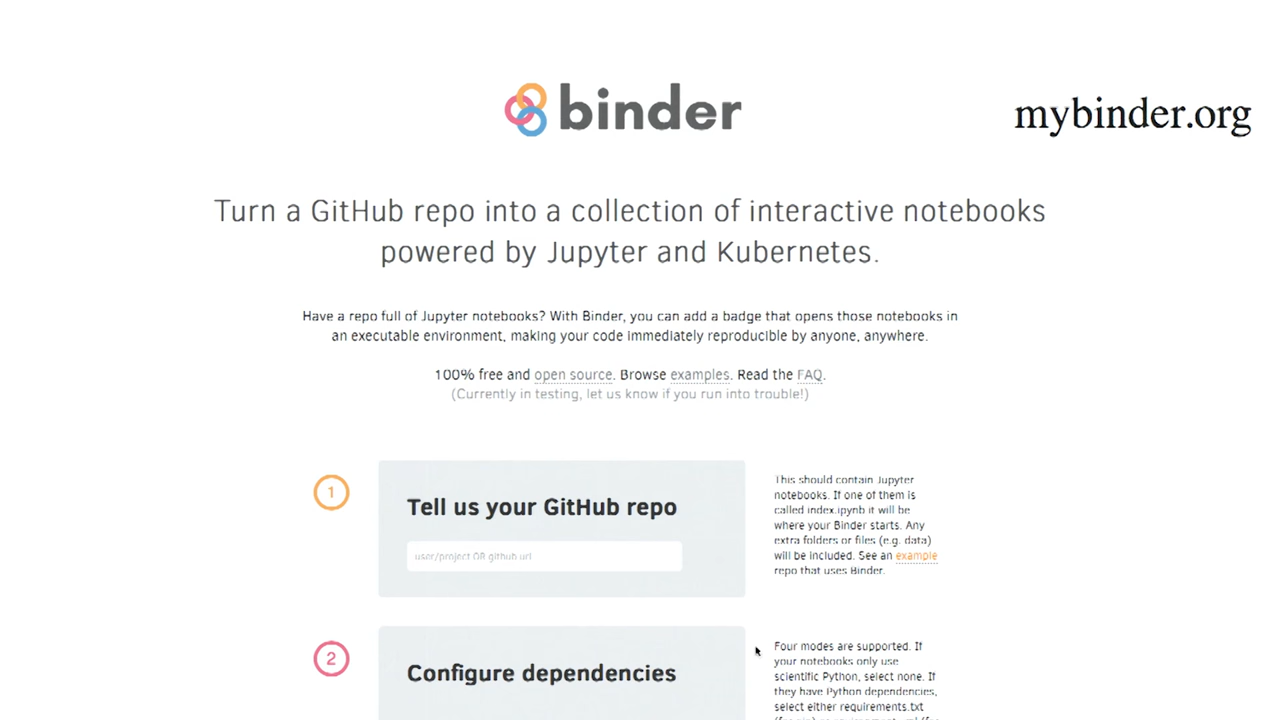 binder
mybinder.org
Turn a GitHub repo into a collection of interactive notebooks
powered by Jupyter and Kubernetes.
Have a repo full of Jupyter notebooks? With Binder, you can add a badge that opens those notebooks in
an executable environment, making your code immediately reproducible by anyone, anywhere.
100% free and open source. Browse examples. Read the FAQ.
(Currently in testing, let us know if you run into trouble!)
1
Tell us your GitHub repo
user/project OR github url
This should contain Jupyter
notebooks. If one of them is
called index.ipynb it will be
where your Binder starts. Any
extra folders or files (e.g. data)
will be included. See an example
repo that uses Binder.
2
Configure dependencies
Four modes are supported. If
your notebooks only use
scientific Python, select none. If
they have Python dependencies,
select either requirements.txt